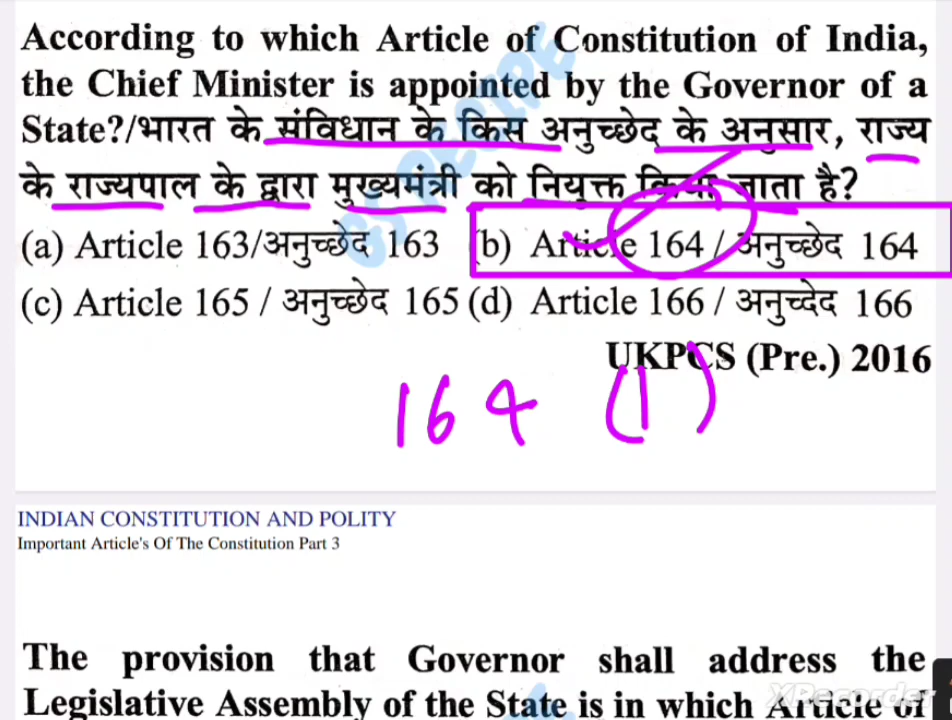 According to which Article of Constitution of India,
the Chief Minister is appointed by the Governor of a
State?/भारत के संविधान के किस अनुच्छेद के अनुसार, राज्य
के राज्यपाल के द्वारा मुख्यमंत्री को नियुक्त किया जाता है?
(a) Article 163/अनुच्छेद 163 (b) Article 164 / अनुच्छेद 164
(c) Article 165 / अनुच्छेद 165 (d) Article 166 / अनुच्देद 166
UKPCS (Pre.) 2016
164 (1)
INDIAN CONSTITUTION AND POLITY
Important Article's Of The Constitution Part 3
The provision that Governor shall address the
Legislative Assembly of the State is in which Article of
XRecorder